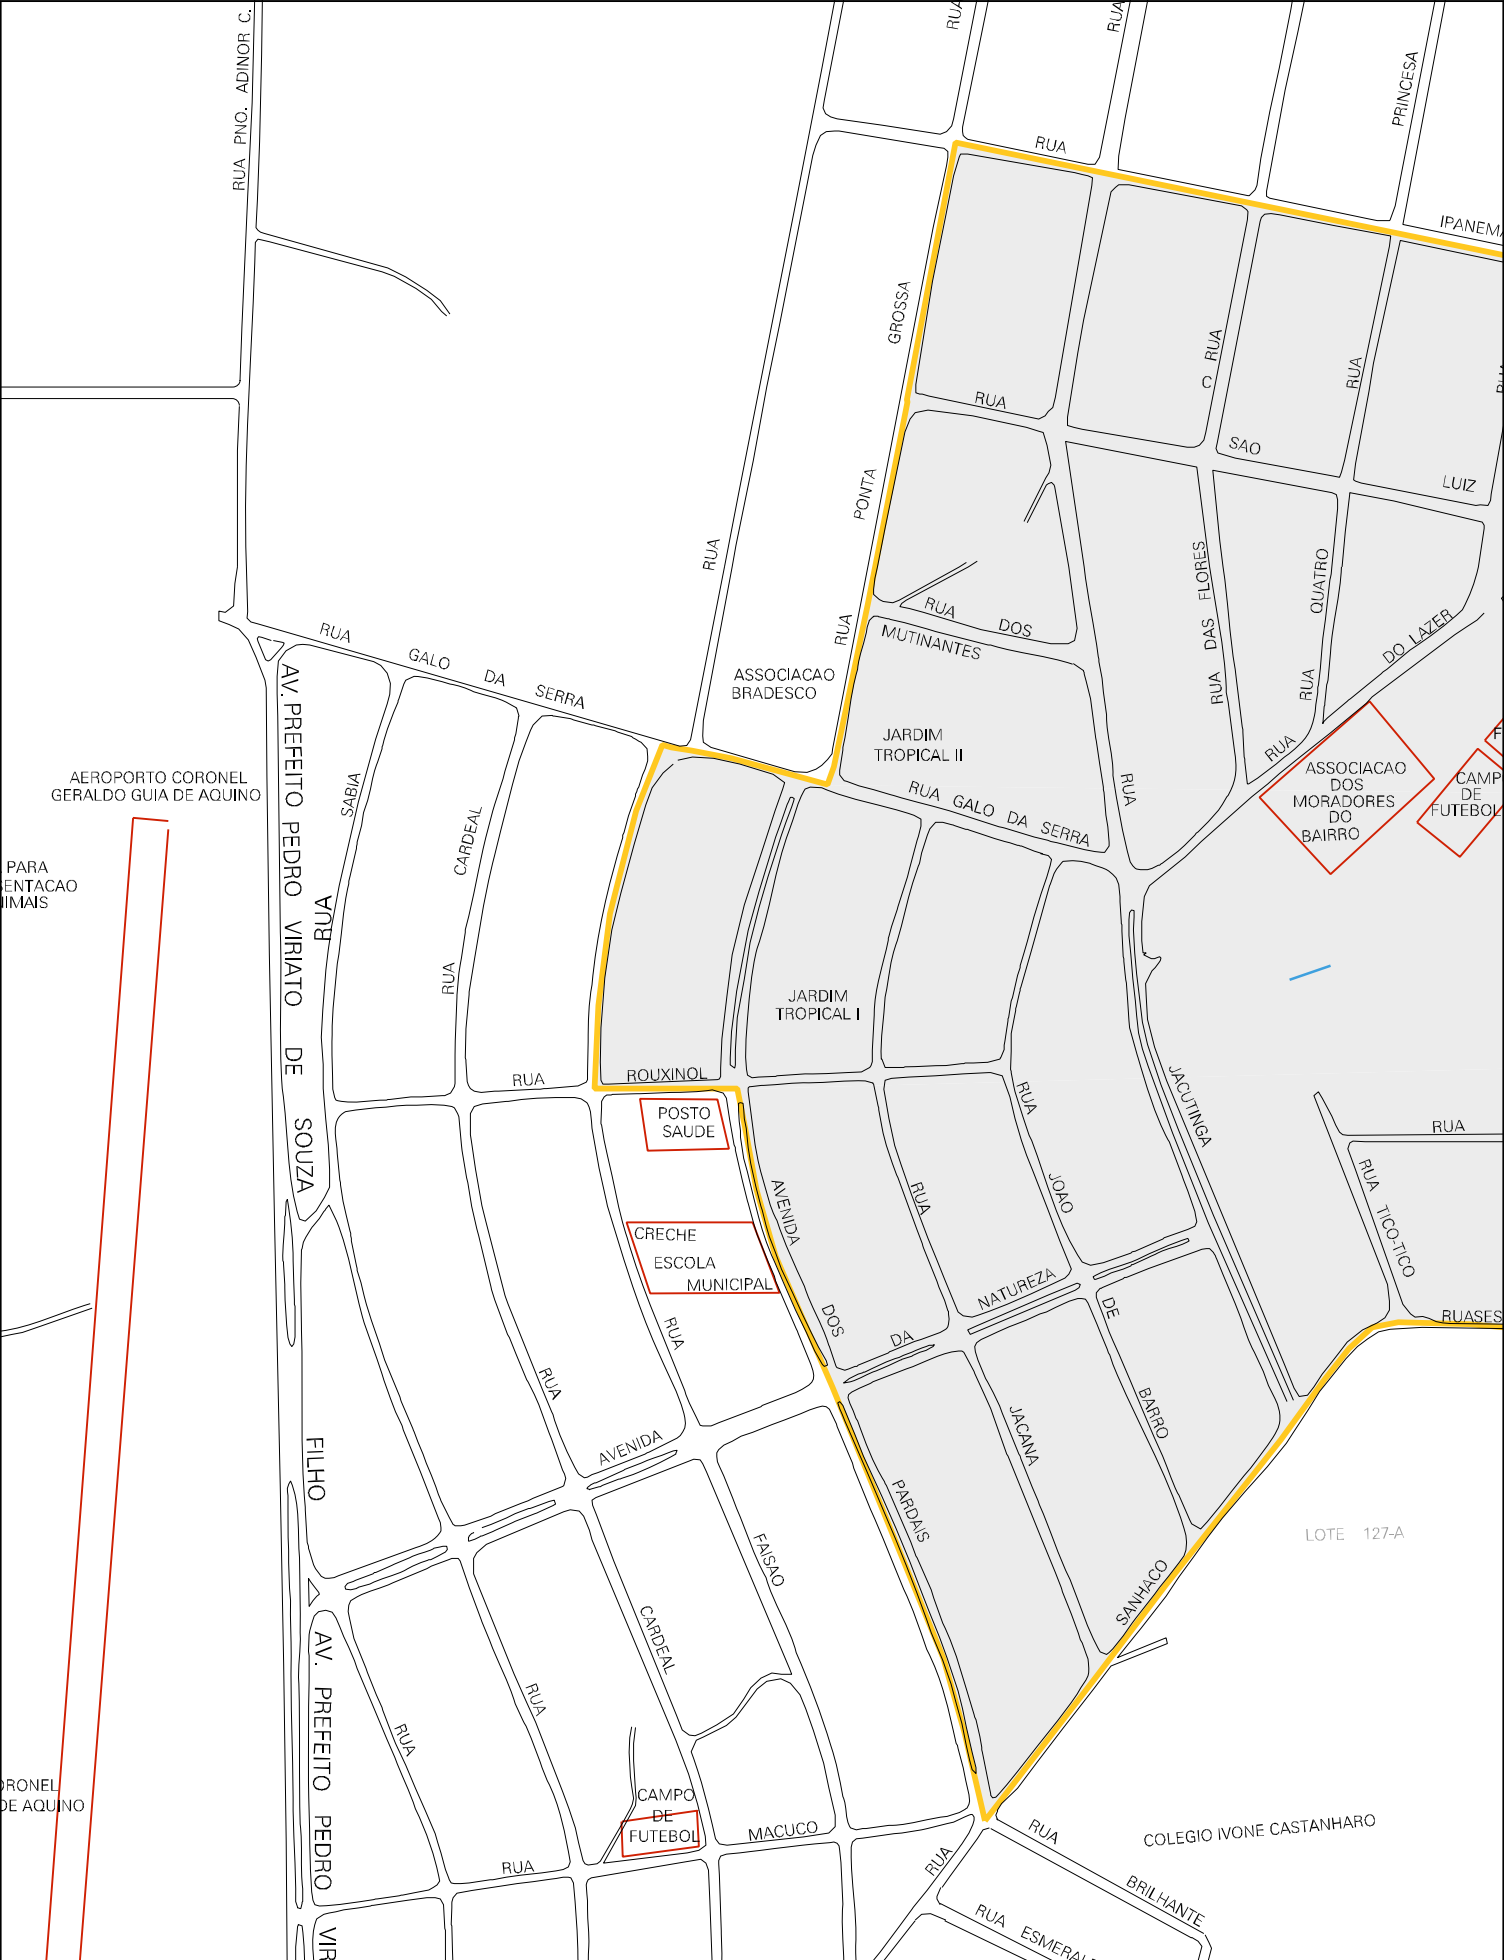 RUA PNO. ADINOR C.
RUA
RUA
PRINCESA
RUA
IPANEMA
GROSSA
RUA
C
RUA
RUA
RUA
SAO
LUIZ
PONTA
RUA
RUA
RUA DAS FLORES
RUA QUATRO
RUA DO LAZER
RUA DOS
MUTINANTES
RUA GALO DA SERRA
ASSOCIACAO
BRADESCO
JARDIM
TROPICAL II
RUA GALO DA SERRA
RUA
ASSOCIACAO
DOS
MORADORES
DO
BAIRRO
CAMP
DE
FUTEBOL
F
AEROPORTO CORONEL
GERALDO GUIA DE AQUINO
PARA
SENTACAO
NIMAIS
AV. PREFEITO PEDRO VIRIATO DE SOUZA
SABIA
RUA
CARDEAL
RUA
JARDIM
TROPICAL I
RUA
ROUXINOL
POSTO
SAUDE
CRECHE
ESCOLA
MUNICIPAL
AVENIDA
DOS
RUA
RUA
JOAO
JACUTINGA
RUA
RUA TICO-TICO
RUASES
NATUREZA
DA
DE
RUA
RUA
AVENIDA
JACANA
BARRO
FILHO
PARDAIS
LOTE 127-A
FAISAO
SANHACO
CARDEAL
RUA
RUA
AV. PREFEITO PEDRO VIR
ORONEL
DE AQUINO
CAMPO
DE
FUTEBOL
MACUCO
RUA
RUA
RUA
BRILHANTE
COLEGIO IVONE CASTANHARO
RUA ESMERAL